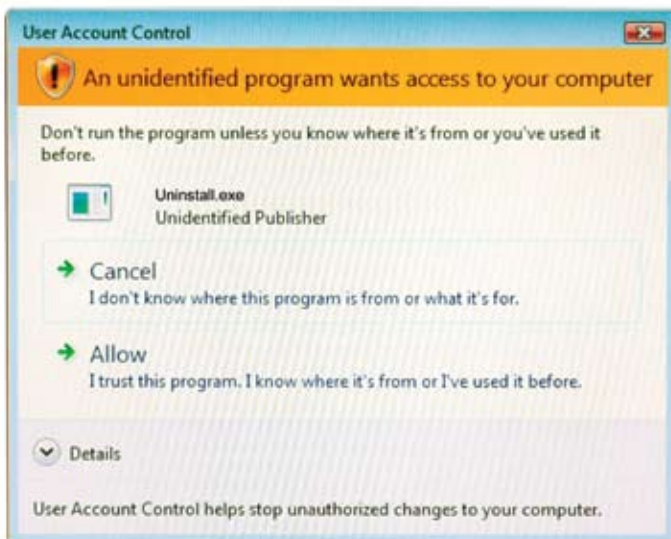 User Account Control
An unidentified program wants access to your computer
Don't run the program unless you know where it's from or you've used it
before.
Uninstall.exe
Unidentified Publisher
Cancel
I don't know where this program is from or what it's for.
Allow
I trust this program. I know where it's from or I've used it before.
Details
User Account Control helps stop unauthorized changes to your computer.